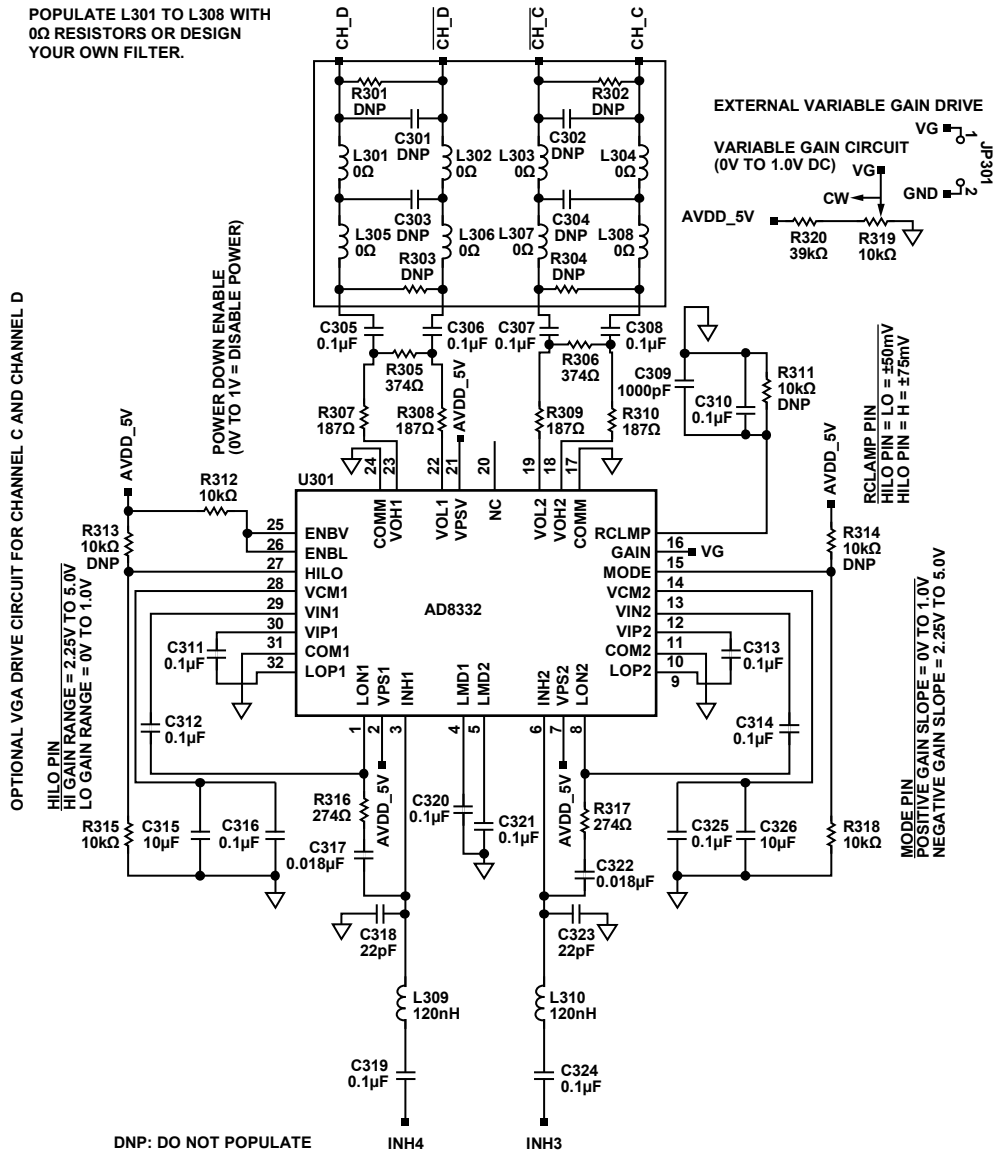 POPULATE L301 TO L308 WITH
0Ω RESISTORS OR DESIGN
YOUR OWN FILTER.
CH_D
CH_D
CH_C
CH_C
R301
DNP
R302
DNP
C301
DNP
C302
DNP
L301
0Ω
L302
0Ω
L303
0Ω
L304
0Ω
C303
DNP
C304
DNP
L305
0Ω
L306
0Ω
L307
0Ω
L308
0Ω
R303
DNP
R304
DNP
EXTERNAL VARIABLE GAIN DRIVE
VG
1
JP301
GND
2
VARIABLE GAIN CIRCUIT
(0V TO 1.0V DC)
VG
CW
AVDD_5V
R320
39kΩ
R319
10kΩ
C305
0.1µF
C306
0.1µF
C307
0.1µF
C308
0.1µF
R305
374Ω
R306
374Ω
AVDD_5V
R307
187Ω
R308
187Ω
R309
187Ω
R310
187Ω
C309
1000pF
C310
0.1µF
R311
10kΩ
DNP
OPTIONAL VGA DRIVE CIRCUIT FOR CHANNEL C AND CHANNEL D
POWER DOWN ENABLE
(0V TO 1V = DISABLE POWER)
AVDD_5V
R312
10kΩ
R313
10kΩ
DNP
RCLAMP PIN
HILO PIN = LO = ±50mV
HILO PIN = H = ±75mV
AVDD_5V
R314
10kΩ
DNP
U301
24
23
22
21
20
19
18
17
COMM
VOH1
VOL1
VPSV
NC
VOL2
VOH2
COMM
25
ENBV
26
ENBL
27
HILO
28
VCM1
29
VIN1
30
VIP1
31
COM1
32
LOP1
AD8332
RCLMP
16
GAIN
VG
15
MODE
14
VCM2
13
VIN2
12
VIP2
11
COM2
10
LOP2
9
LON1
VPS1
INH1
LMD1
LMD2
INH2
VPS2
LON2
1
2
3
4
5
6
7
8
HILO PIN
HI GAIN RANGE = 2.25V TO 5.0V
LO GAIN RANGE = 0V TO 1.0V
C311
0.1µF
C312
0.1µF
C313
0.1µF
C314
0.1µF
AVDD_5V
AVDD_5V
R315
10kΩ
C315
10µF
C316
0.1µF
R316
274Ω
C317
0.018µF
C320
0.1µF
C321
0.1µF
R317
274Ω
C322
0.018µF
C325
0.1µF
C326
10µF
R318
10kΩ
MODE PIN
POSITIVE GAIN SLOPE = 0V TO 1.0V
NEGATIVE GAIN SLOPE = 2.25V TO 5.0V
C318
22pF
C323
22pF
L309
120nH
L310
120nH
C319
0.1µF
C324
0.1µF
INH4
INH3
DNP: DO NOT POPULATE